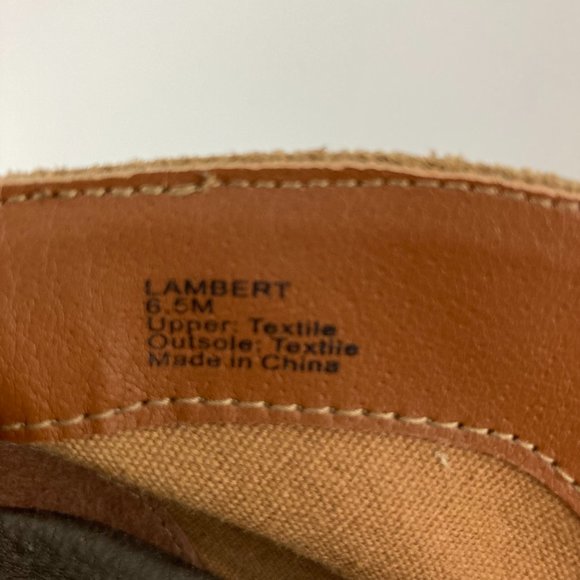 LAMBERT
6.5M
Upper: Textile
Outsole: Textile
Made in China